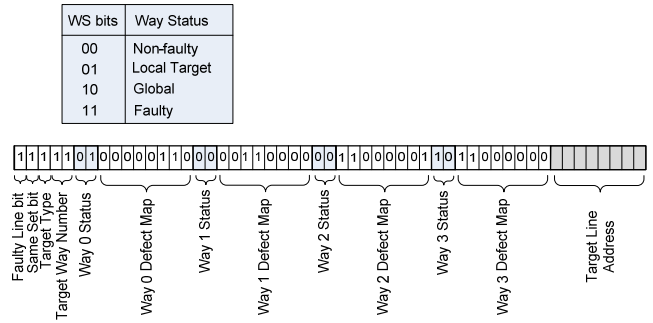 WS bits Way Status
00 Non-faulty
01 Local Target
10 Global
11 Faulty
1 1 1 1 1 0 1 0 0 0 0 0 1 1 0 0 0 0 0 1 1 0 0 0 0 0 0 1 1 0 0 0 0 0 1 1 0 1 1 0 0 0 0 0 0
Faulty Line bit
Same Set bit
Target Type
Target Way Number
Way 0 Status
Way 0 Defect Map
Way 1 Status
Way 1 Defect Map
Way 2 Status
Way 2 Defect Map
Way 3 Status
Way 3 Defect Map
Target Line
Address